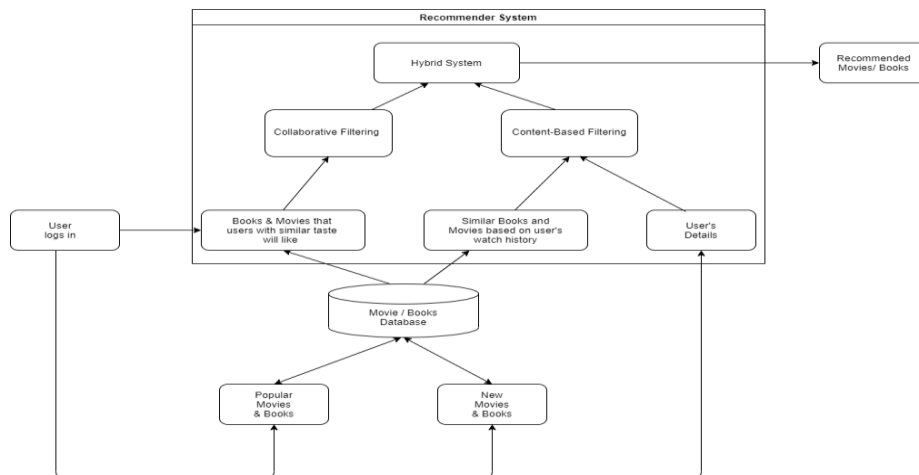 Recommender System
Hybrid System
Recommended
Movies/ Books
Collaborative Filtering
Content-Based Filtering
User
logs in
Books & Movies that
users with similar taste
will like
Similar Books and
Movies based on user's
watch history
User's
Details
Movie / Books
Database
Popular
Movies
& Books
New
Movies
& Books